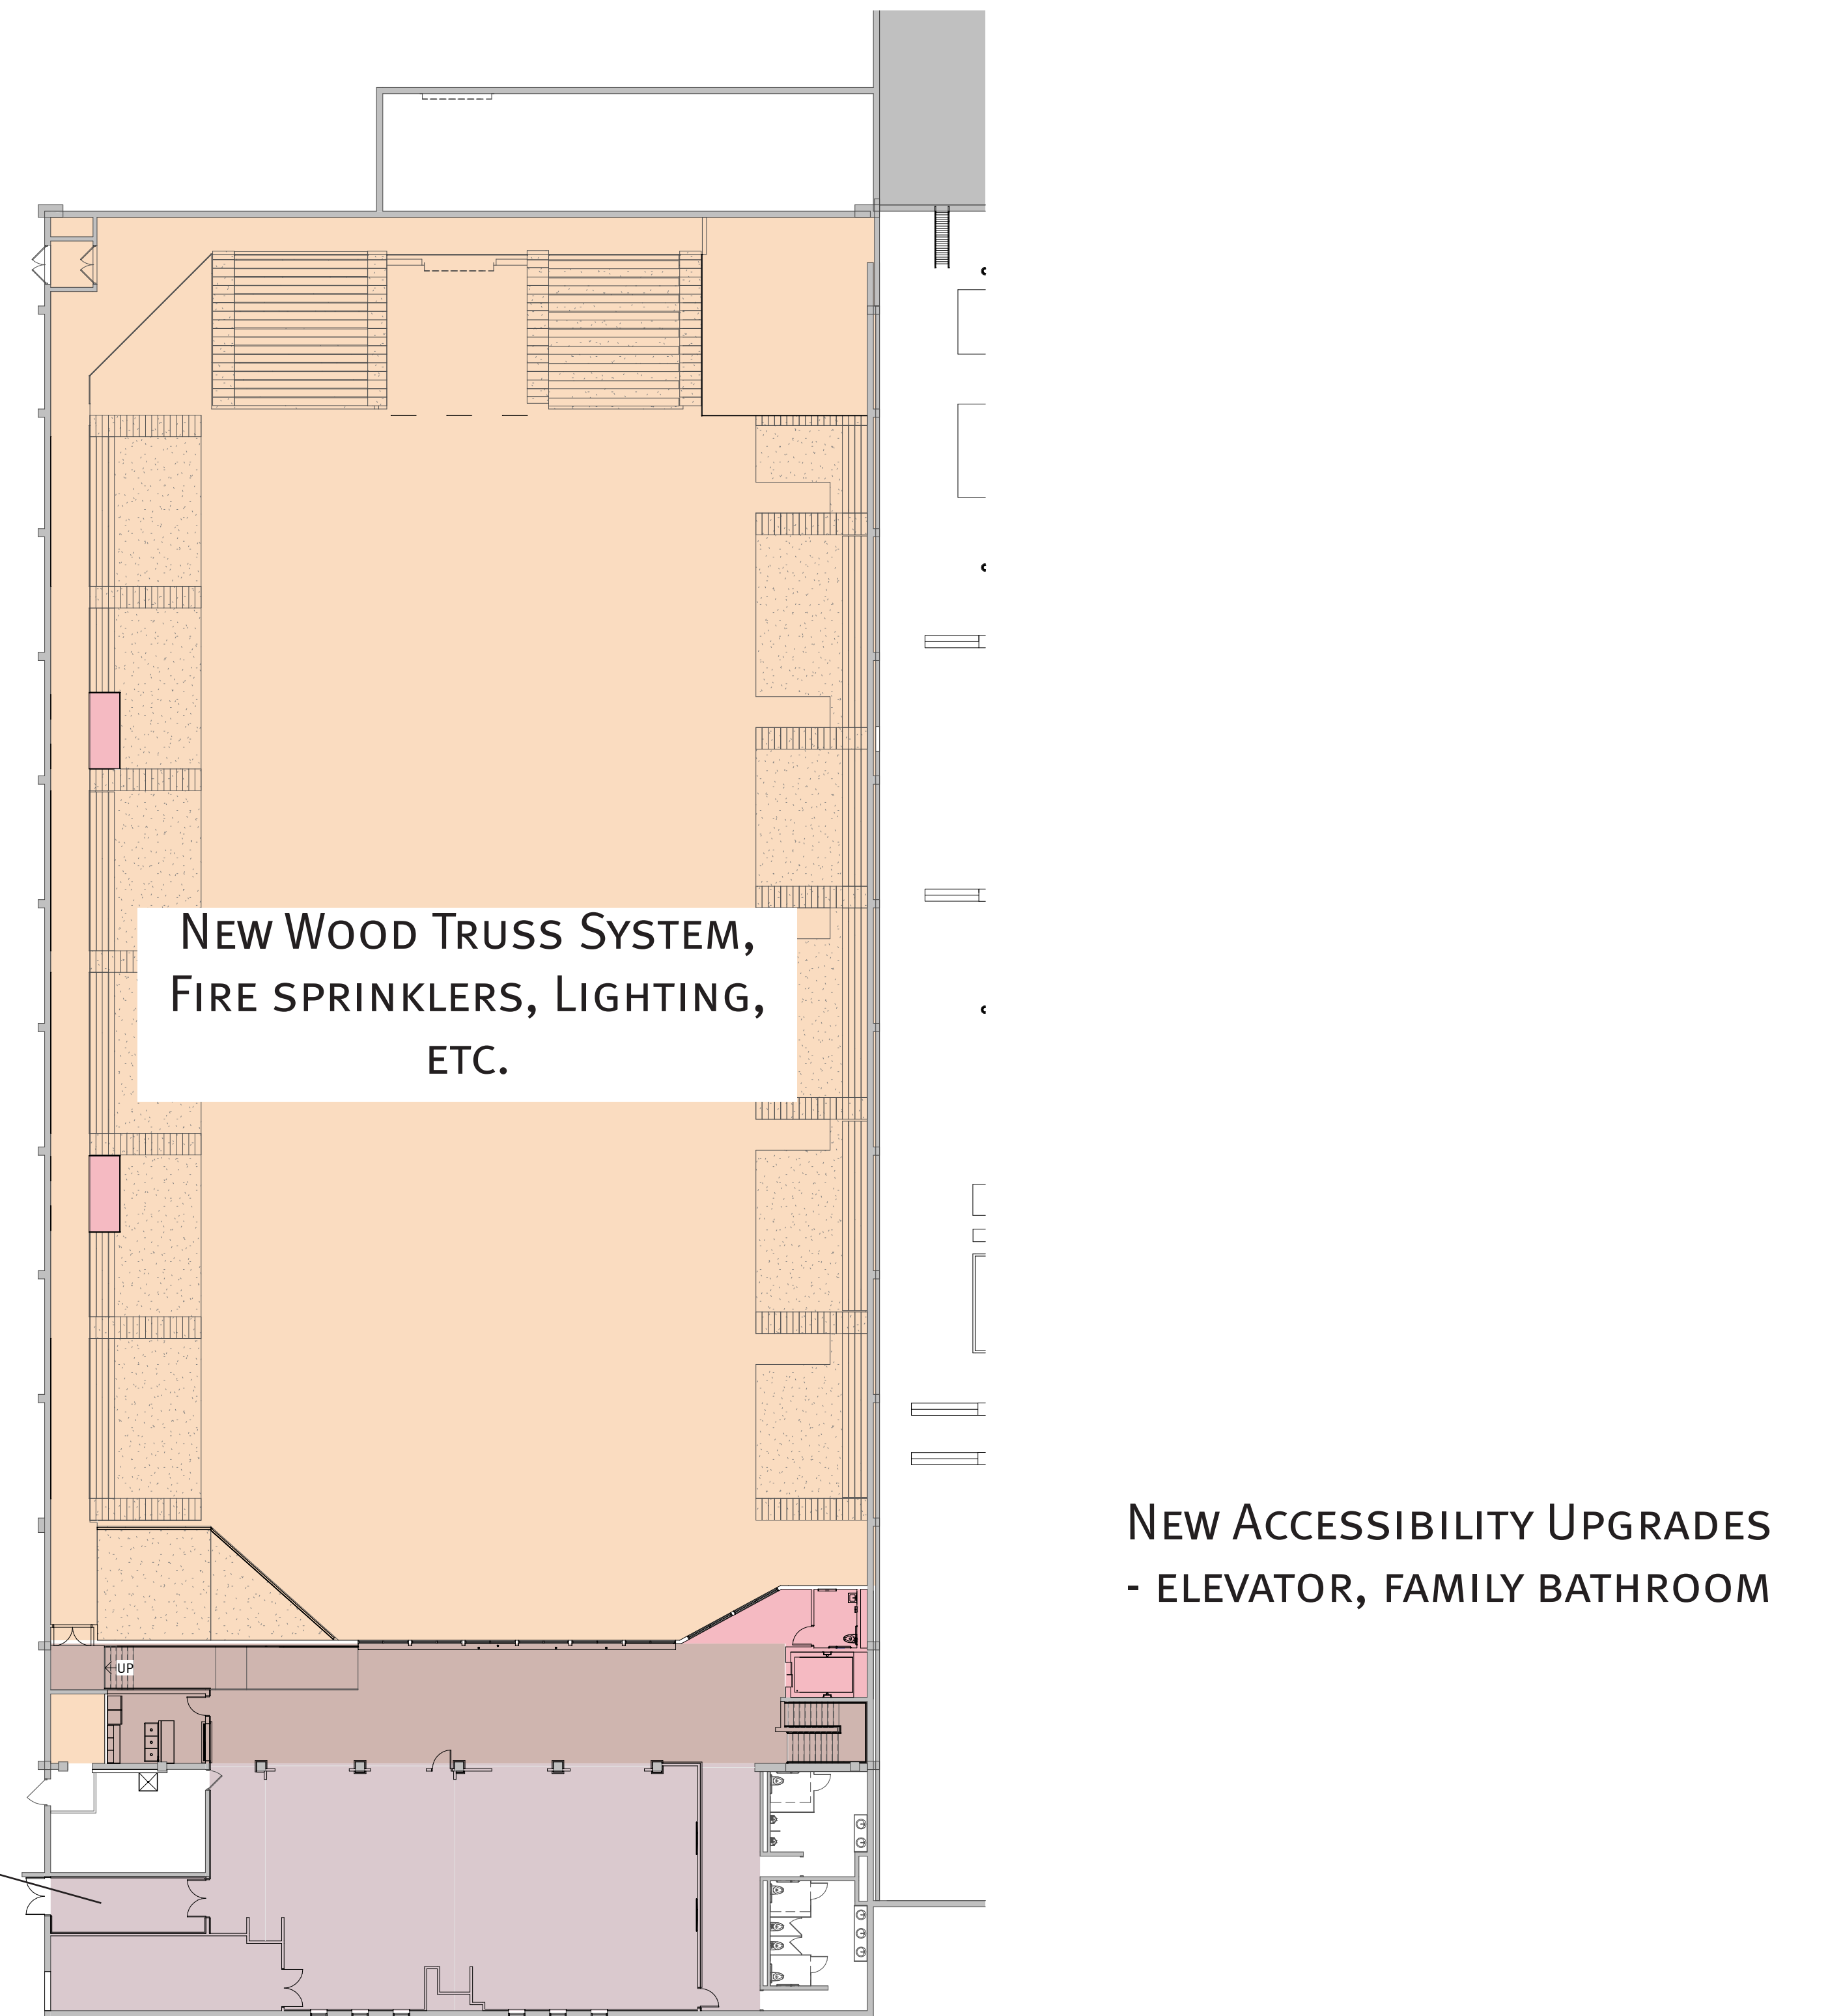 New Wood Truss System,
Fire sprinklers, Lighting,
etc.
New Accessibility Upgrades
- elevator, family bathroom
UP